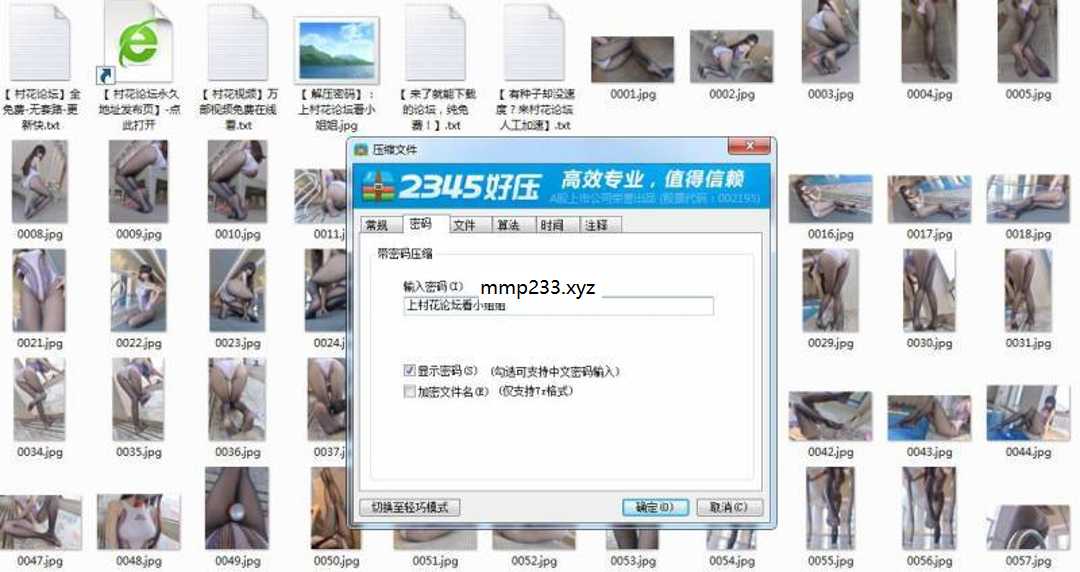 【 村花论坛】全
免费-无套路-更
新快.txt
【 村花论坛永久
地址发布页】-点
此打开
【 村花视频】万
部视频免费在线
看.txt
【 解压密码】:
上村花论坛看小
姐姐.jpg
【 来了就能下载
的论坛，纯免
费！】.txt
【 有种子却没速
度？来村花论坛
人工加速】.txt
0001.jpg
0002.jpg
0003.jpg
0004.jpg
0005.jpg
压缩文件
2345好压
高效专业，值得信赖
A股上市公司荣誉出品 (股票代码：002195)
常规
密码
文件
算法
时间
注释
带密码压缩
输入密码(I)
mmp233.xyz
上村花论坛看小姐姐
显示密码(S) (勾选可支持中文密码输入)
加密文件名(E) (仅支持7z格式)
切换至轻巧模式
确定(O)
取消(C)
0008.jpg
0009.jpg
0010.jpg
0011.j
0016.jpg
0017.jpg
0018.jpg
0021.jpg
0022.jpg
0023.jpg
0024.j
0029.jpg
0030.jpg
0031.jpg
0034.jpg
0035.jpg
0036.jpg
0037.j
0042.jpg
0043.jpg
0044.jpg
0047.jpg
0048.jpg
0049.jpg
0050.jpg
0051.jpg
0052.jpg
0053.jpg
0054.jpg
0055.jpg
0056.jpg
0057.jpg